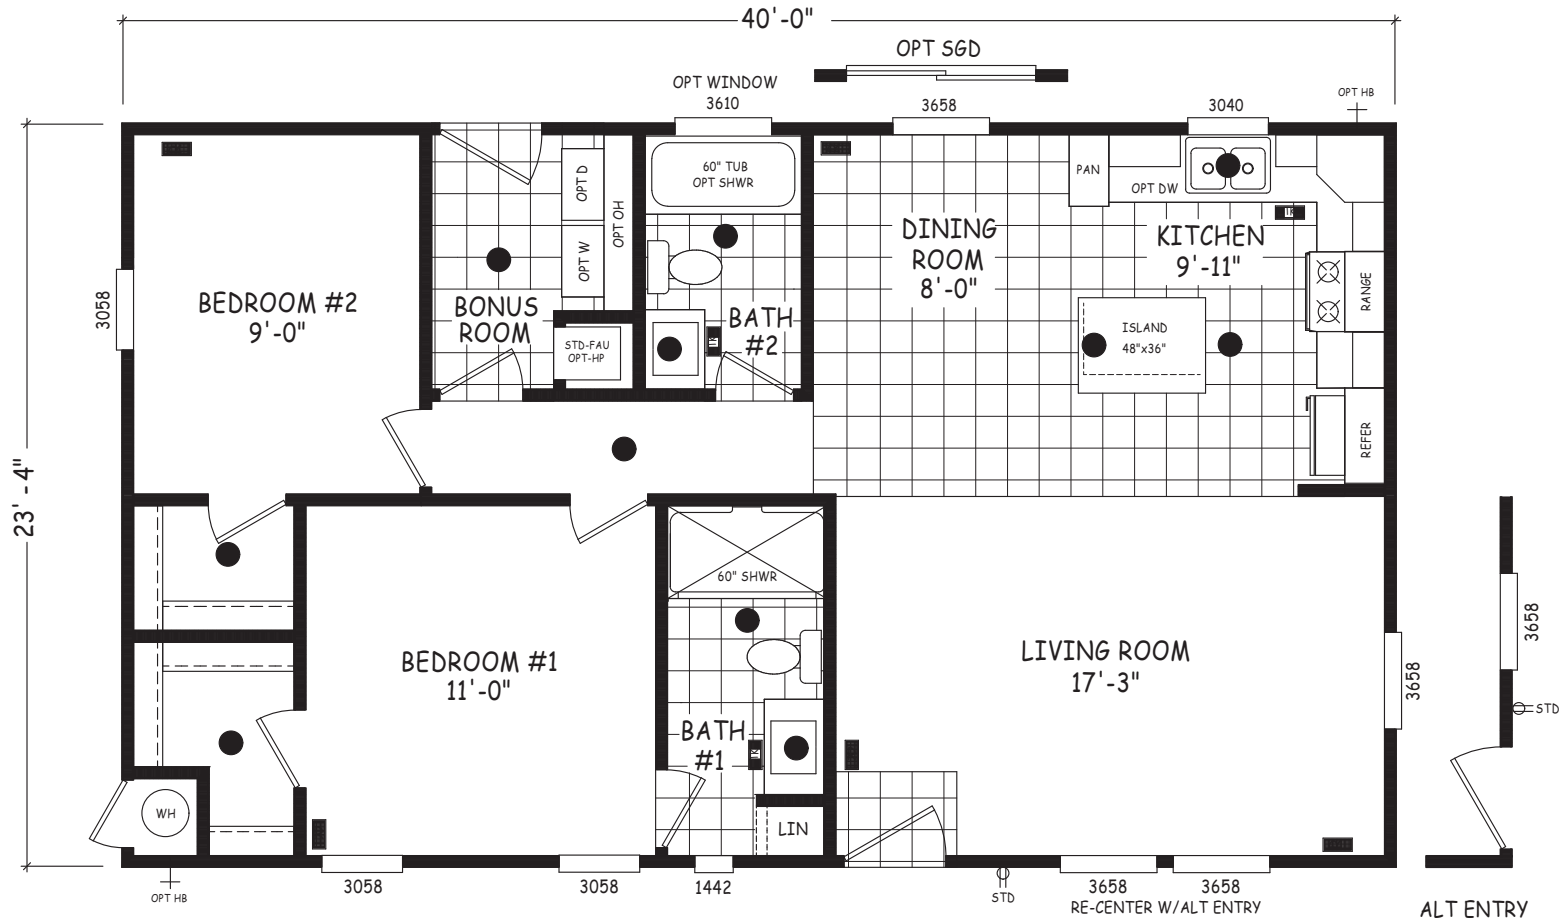 40'-0"
OPT SGD
OPT WINDOW
3610
3658
3040
OPT HB
60" TUB
OPT SHWR
OPT D
OPT W
OPT OH
PAN
OPT DW
DINING
ROOM
8'-0"
KITCHEN
9'-11"
RANGE
3058
BEDROOM #2
9'-0"
BONUS
ROOM
STD-FAU
OPT-HP
BATH
#2
ISLAND
48"x36"
REFER
23'-4"
60" SHWR
BEDROOM #1
11'-0"
LIVING ROOM
17'-3"
3658
3658
STD
BATH
#1
WH
LIN
OPT HB
3058
3058
1442
STD
3658
3658
RE-CENTER W/ALT ENTRY
ALT ENTRY